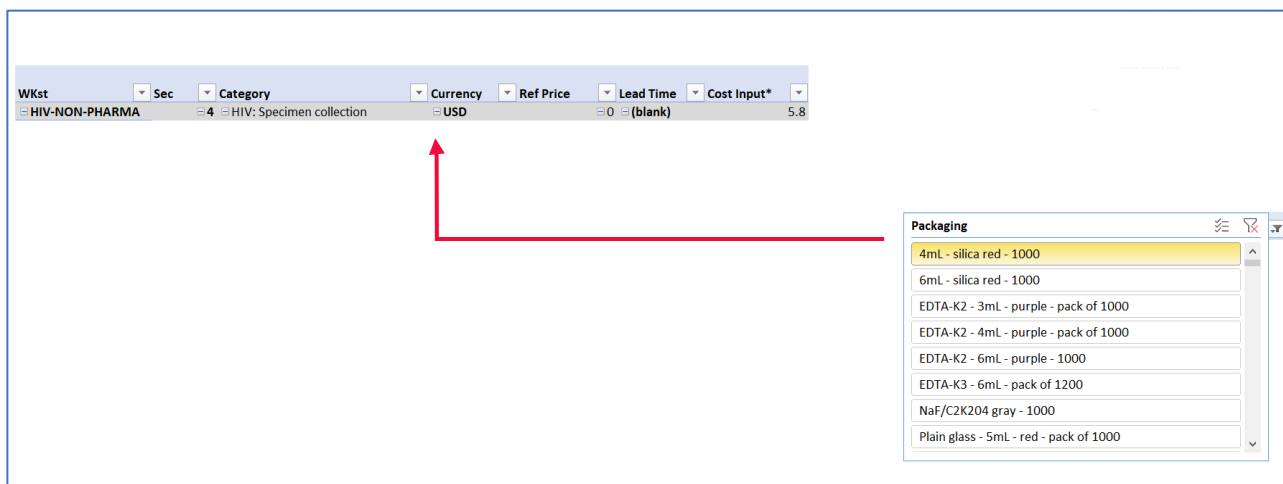 WKst Sec Category Currency Ref Price Lead Time Cost Input*
HIV-NON-PHARMA 4 HIV: Specimen collection USD 0 (blank) 5.8
Packaging
4mL - silica red - 1000
6mL - silica red - 1000
EDTA-K2 - 3mL - purple - pack of 1000
EDTA-K2 - 4mL - purple - pack of 1000
EDTA-K2 - 6mL - purple - 1000
EDTA-K3 - 6mL - pack of 1200
NaF/C2K204 gray - 1000
Plain glass - 5mL - red - pack of 1000